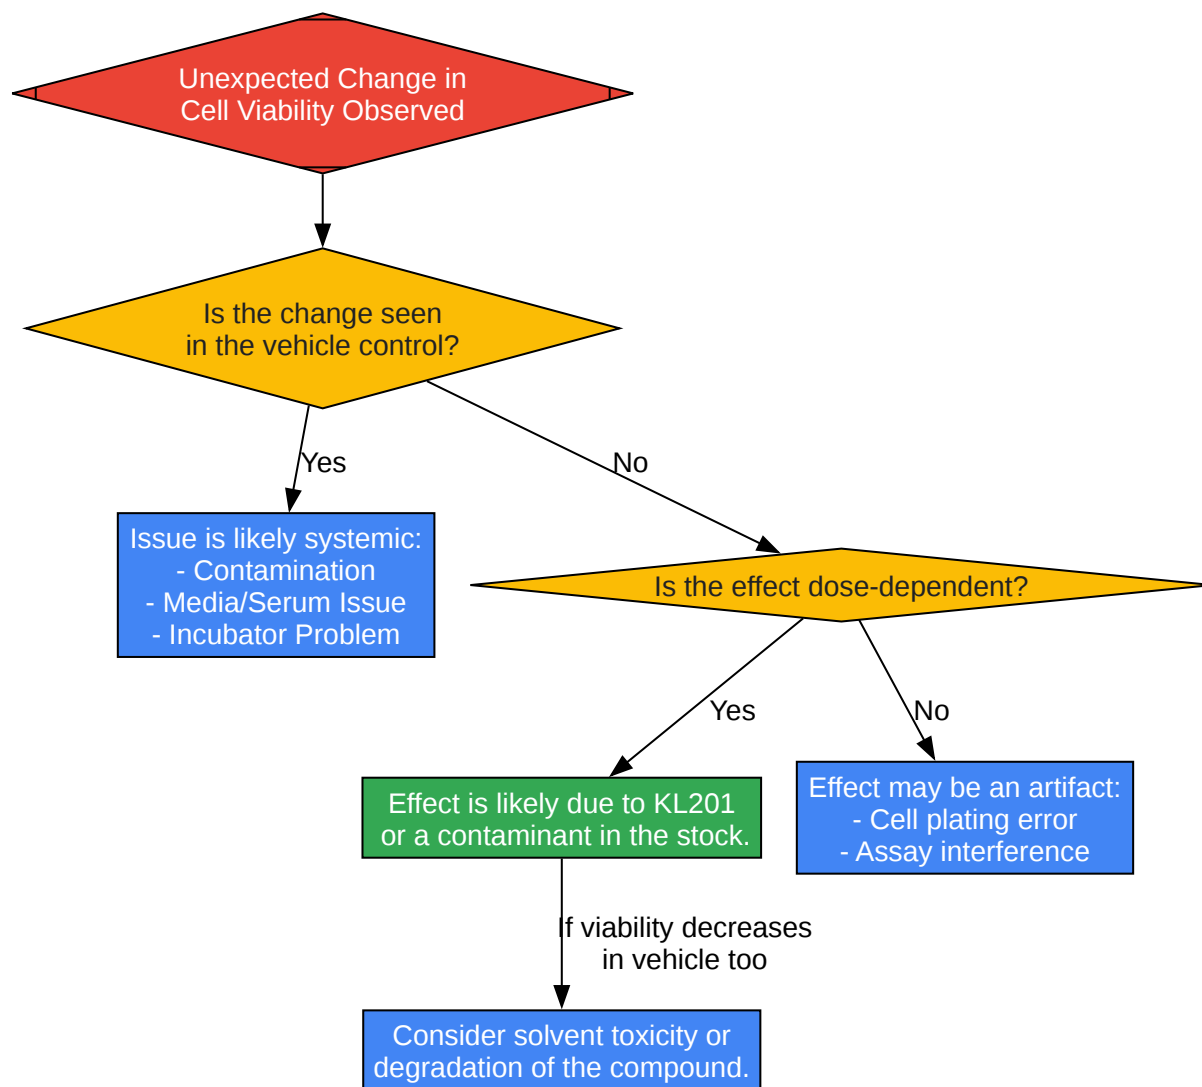 Unexpected Change in
Cell Viability Observed
Is the change seen
in the vehicle control?
Yes
No
Issue is likely systemic:
- Contamination
- Media/Serum Issue
- Incubator Problem
Is the effect dose-dependent?
Yes
No
Effect is likely due to KL201
or a contaminant in the stock.
Effect may be an artifact:
- Cell plating error
- Assay interference
If viability decreases
in vehicle too
Consider solvent toxicity or
degradation of the compound.